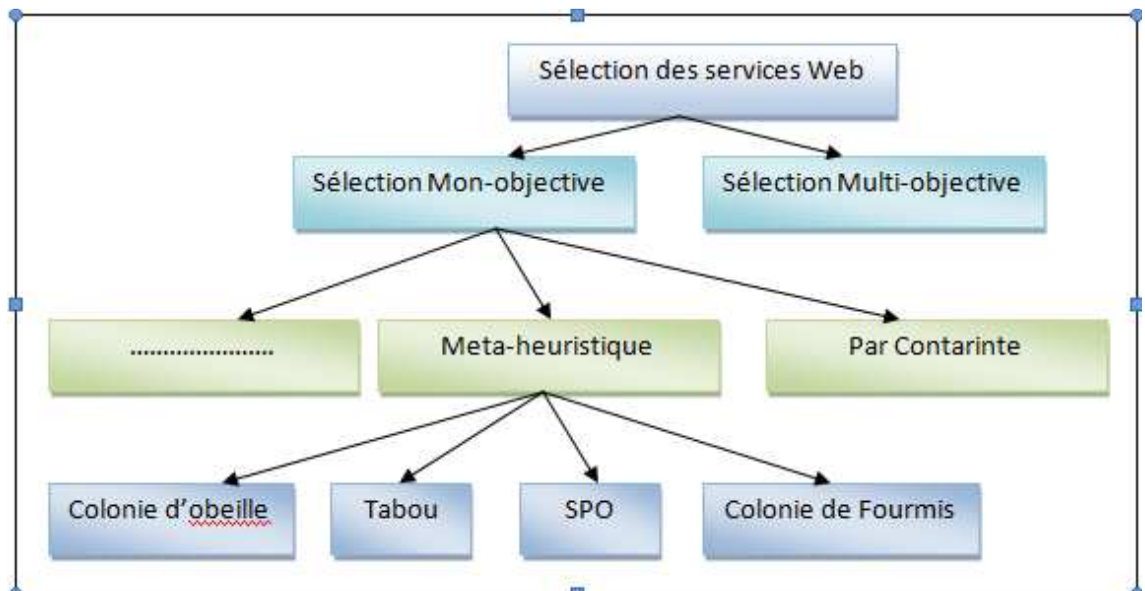 Sélection des services Web
Sélection Mon-objective
Sélection Multi-objective
......................
Meta-heuristique
Par Contarinte
Colonie d'obeille
Tabou
SPO
Colonie de Fourmis